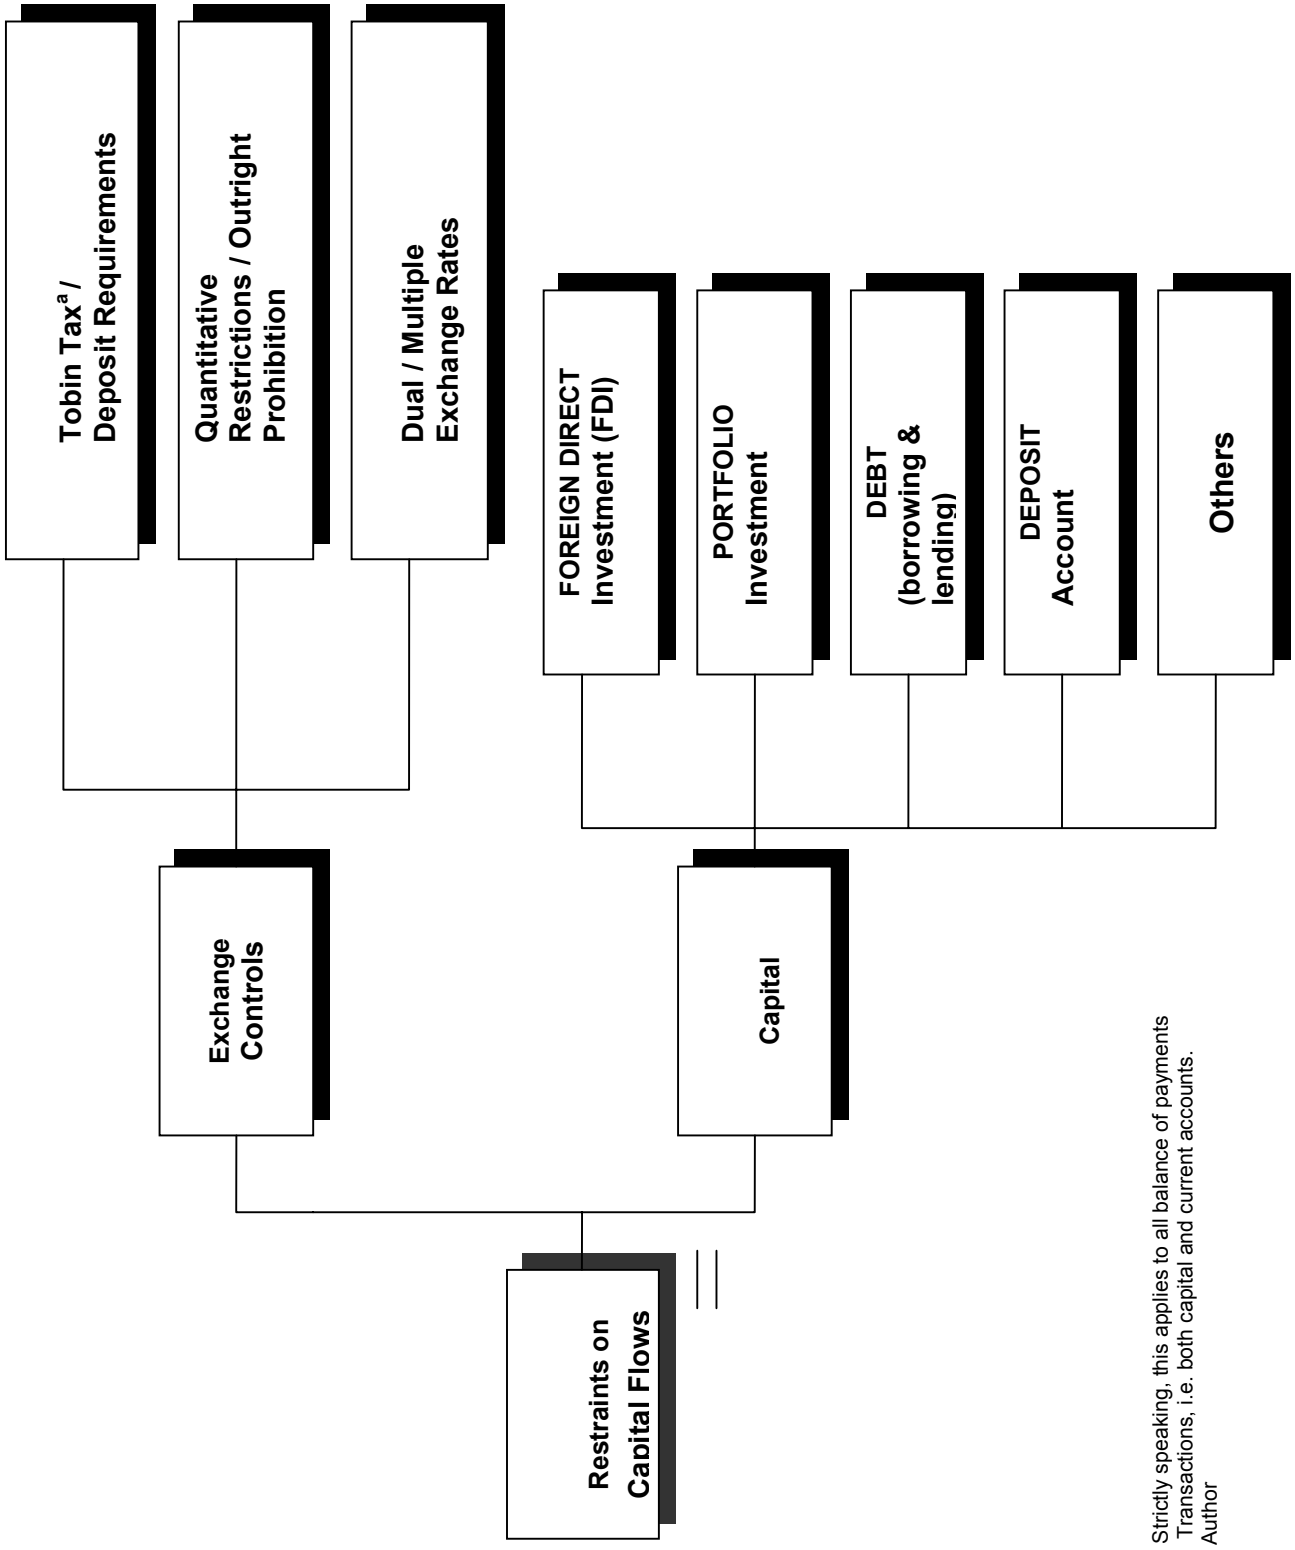 Restraints on
Capital Flows
Exchange
Controls
Capital
Tobin Taxª /
Deposit Requirements
Quantitative
Restrictions / Outright
Prohibition
Dual / Multiple
Exchange Rates
FOREIGN DIRECT
Investment (FDI)
PORTFOLIO
Investment
DEBT
(borrowing &
lending)
DEPOSIT
Account
Others
Strictly speaking, this applies to all balance of payments
Transactions, i.e. both capital and current accounts.
Author